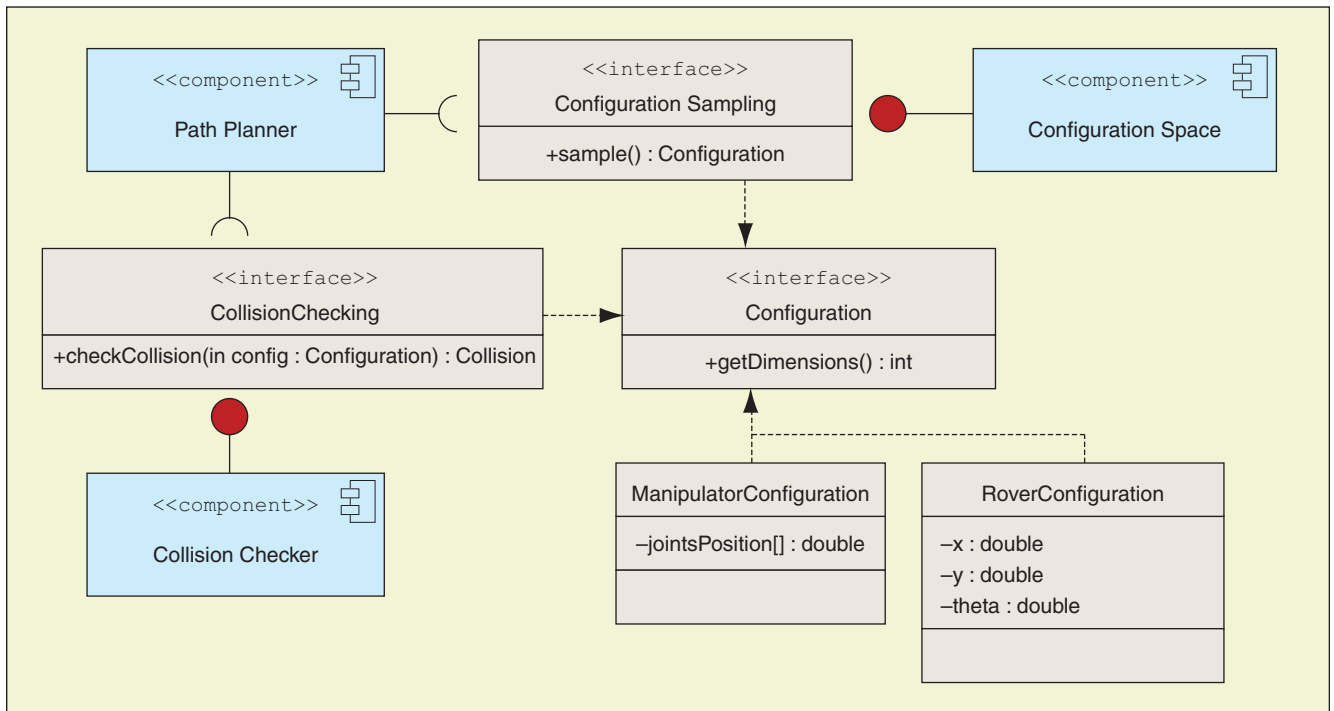 <<component>>
Path Planner
<<interface>>
Configuration Sampling
+sample() : Configuration
<<component>>
Configuration Space
<<interface>>
CollisionChecking
+checkCollision(in config : Configuration) : Collision
<<interface>>
Configuration
+getDimensions() : int
<<component>>
Collision Checker
ManipulatorConfiguration
–jointsPosition[] : double
RoverConfiguration
–x : double
–y : double
–theta : double